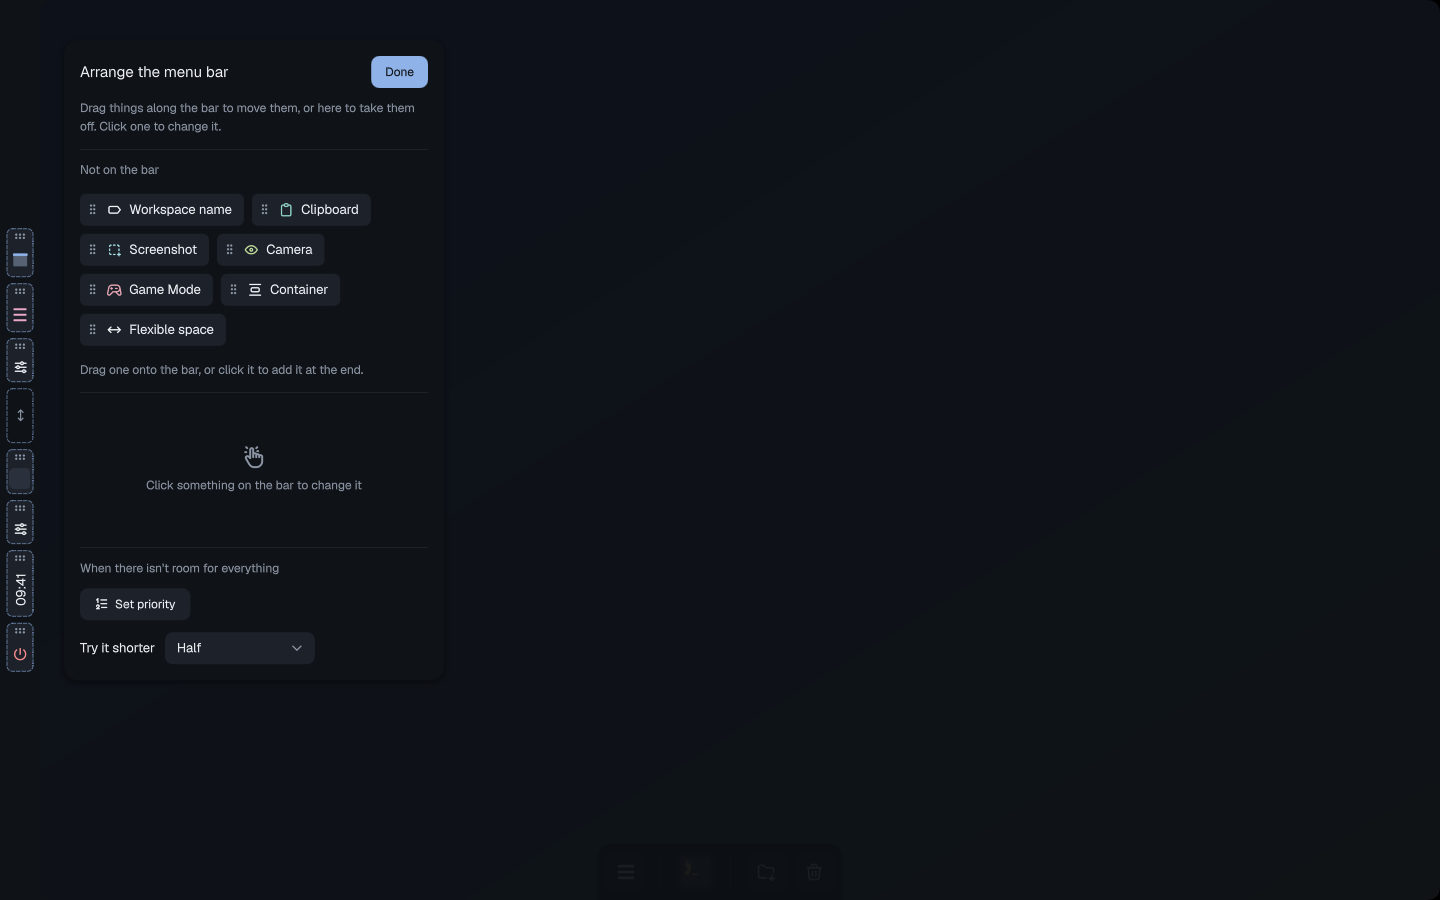 Arrange the menu bar
Done
Drag things along the bar to move them, or here to take them
off. Click one to change it.
Not on the bar
Workspace name
Clipboard
Screenshot
Camera
Game Mode
Container
Flexible space
Drag one onto the bar, or click it to add it at the end.
Click something on the bar to change it
When there isn't room for everything
Set priority
Try it shorter
Half
09:41